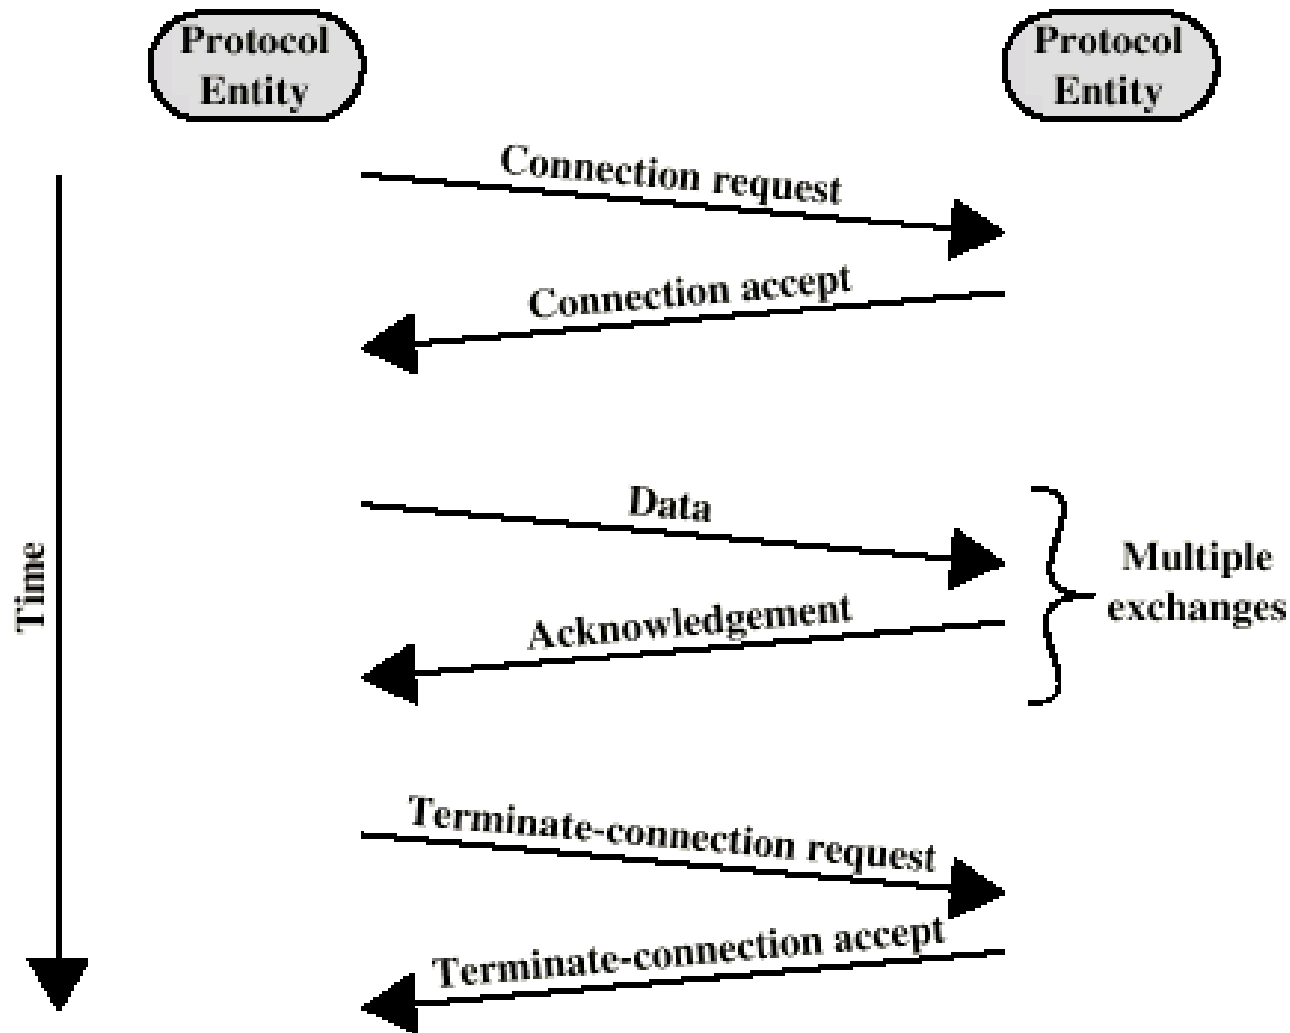 Protocol
Entity
Protocol
Entity
Connection request
Connection accept
Data
Acknowledgement
Multiple
exchanges
Time
Terminate-connection request
Terminate-connection accept